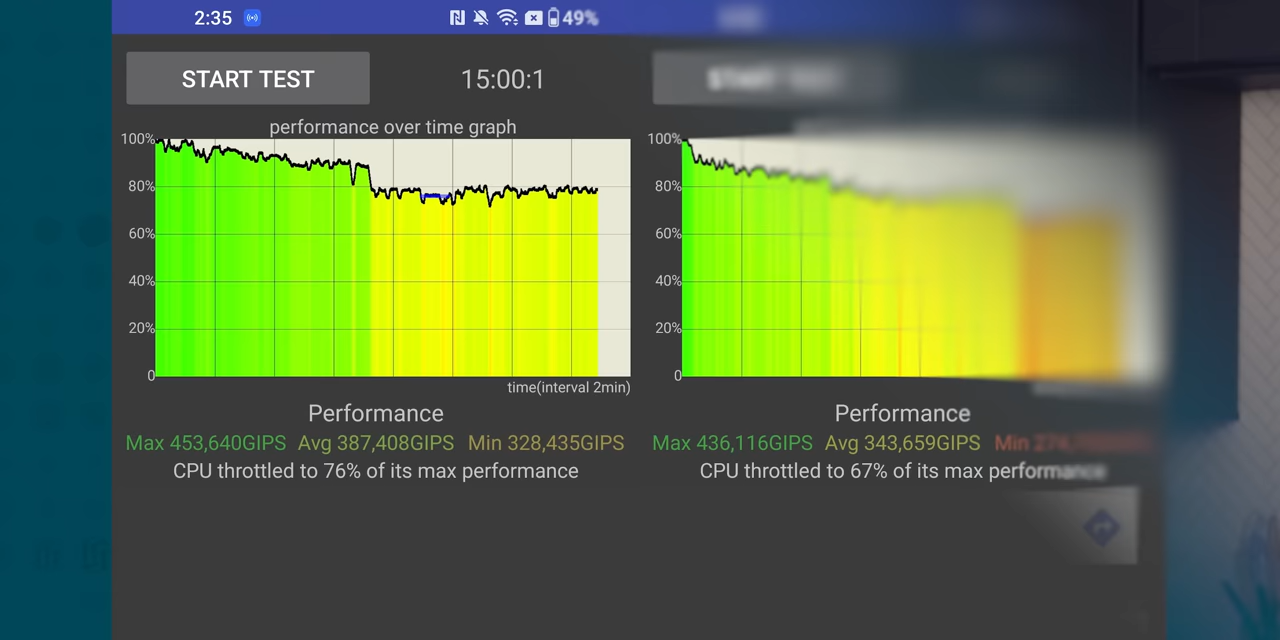 2:35 49%
START TEST 15:00:1
performance over time graph
100%
80%
60%
40%
20%
0
time(interval 2min)
Performance
Max 453,640GIPS Avg 387,408GIPS Min 328,435GIPS
CPU throttled to 76% of its max performance
START TEST
100%
80%
60%
40%
20%
0
Performance
Max 436,116GIPS Avg 343,659GIPS Min
CPU throttled to 67% of its max performance